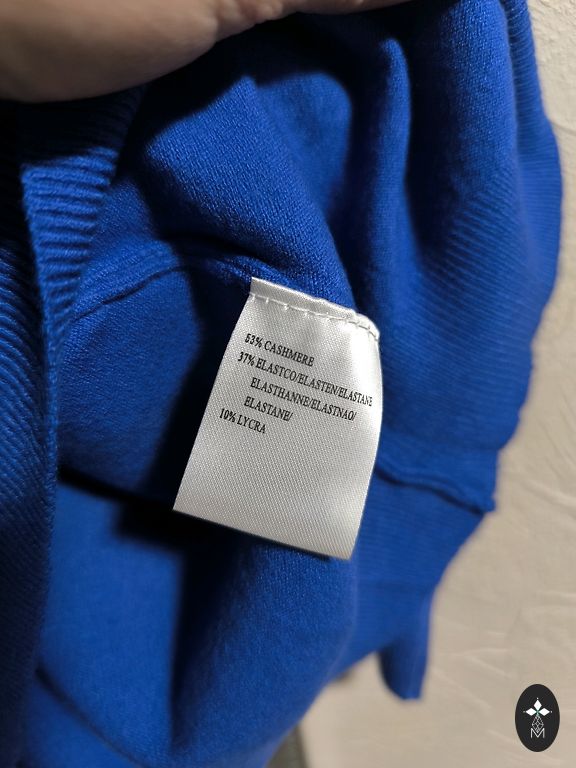 53% CASHMERE
37% ELASTCO/ELASTEN/ELASTANE
ELASTHANNE/ELASTNAO/
ELASTANE/
10% LYCRA